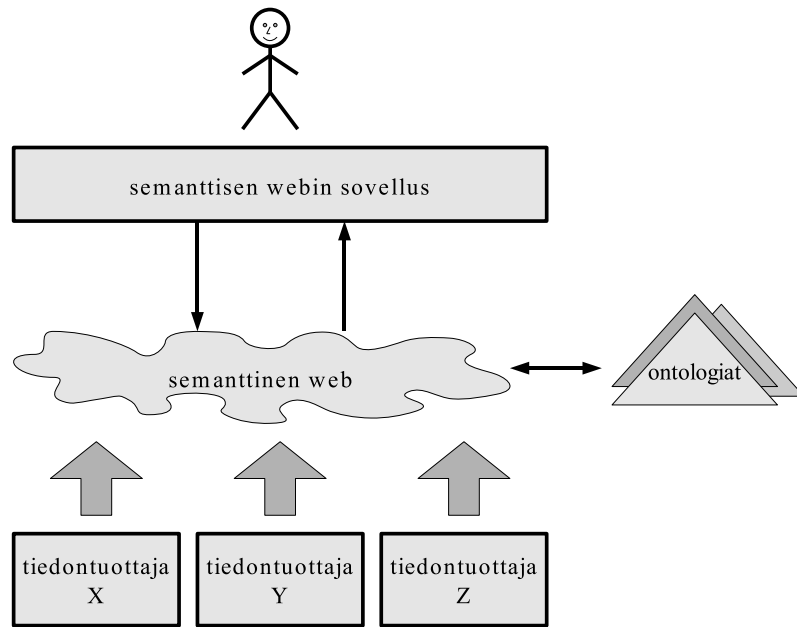 semanttisen webin sovellus
semanttinen web
ontologiat
tiedontuottaja
X
tiedontuottaja
Y
tiedontuottaja
Z